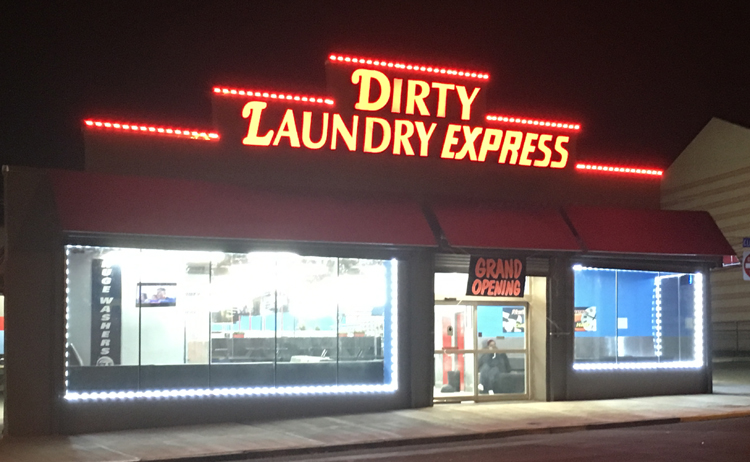 DIRTY
LAUNDRY EXPRESS
GRAND
OPENING
WASHERS